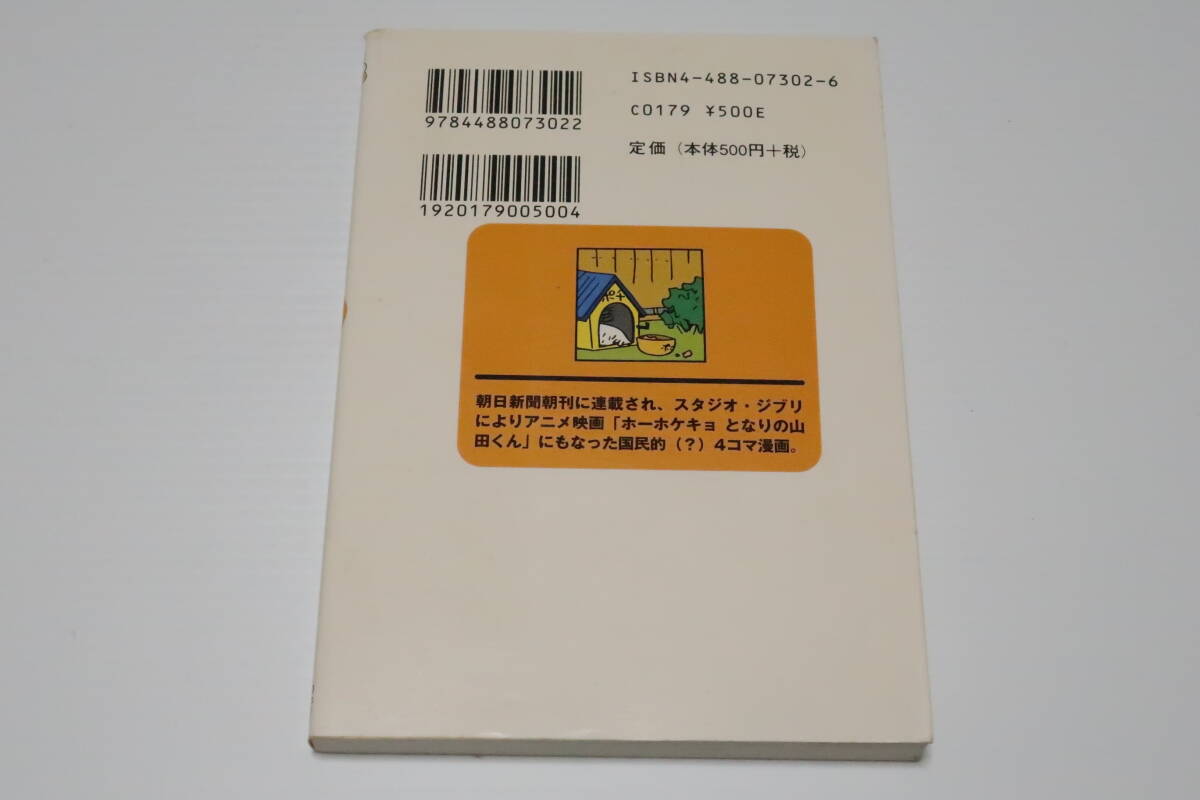 ISBN4-488-07302-6
C0179 ¥500E
定価(本体500円+税)
9784488073022
1920179005004
ポチ
朝日新聞朝刊に連載され、スタジオ・ジブリ
によりアニメ映画「ホーホケキョ となりの山
田くん」にもなった国民的(?)4コマ漫画。